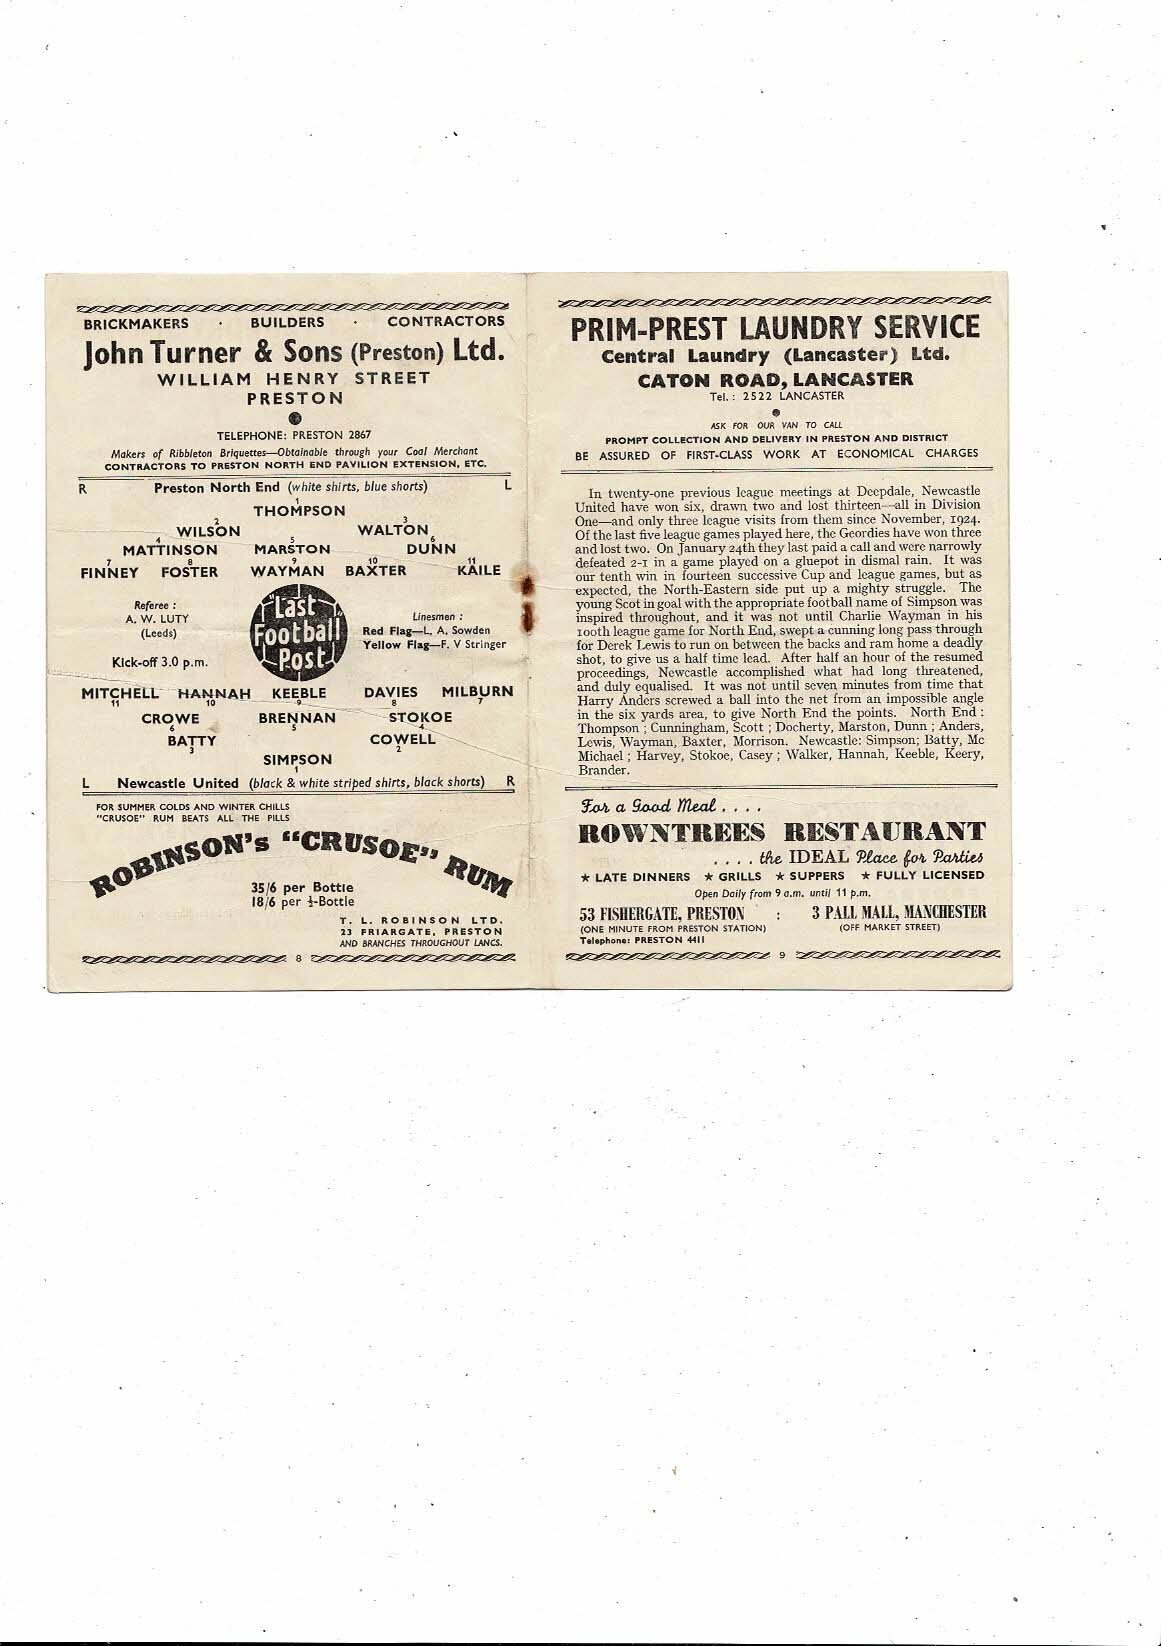 BRICKMAKERS · BUILDERS · CONTRACTORS
John Turner & Sons (Preston) Ltd.
WILLIAM HENRY STREET
PRESTON
TELEPHONE: PRESTON 2867
Makers of Ribbleton Briquettes—Obtainable through your Coal Merchant
CONTRACTORS TO PRESTON NORTH END PAVILION EXTENSION, ETC.
R Preston North End (white shirts, blue shorts) L
1
THOMPSON
2 3
WILSON WALTON
4 5 6
MATTINSON MARSTON DUNN
7 8 9 10 11
FINNEY FOSTER WAYMAN BAXTER KAILE
Referee :
A. W. LUTY
(Leeds)
Kick-off 3.0 p.m.
"Last
Football
Post"
Linesmen :
Red Flag—L. A. Sowden
Yellow Flag—F. V Stringer
MITCHELL HANNAH KEEBLE DAVIES MILBURN
11 10 9 8 7
CROWE BRENNAN STOKOE
6 5 4
BATTY COWELL
3 2
SIMPSON
1
L Newcastle United (black & white striped shirts, black shorts) R
FOR SUMMER COLDS AND WINTER CHILLS
"CRUSOE" RUM BEATS ALL THE PILLS
ROBINSON's "CRUSOE" RUM
35/6 per Bottle
18/6 per ½-Bottle
T. L. ROBINSON LTD.
23 FRIARGATE, PRESTON
AND BRANCHES THROUGHOUT LANCS.
8
PRIM-PREST LAUNDRY SERVICE
Central Laundry (Lancaster) Ltd.
CATON ROAD, LANCASTER
Tel.: 2522 LANCASTER
ASK FOR OUR VAN TO CALL
PROMPT COLLECTION AND DELIVERY IN PRESTON AND DISTRICT
BE ASSURED OF FIRST-CLASS WORK AT ECONOMICAL CHARGES
In twenty-one previous league meetings at Deepdale, Newcastle
United have won six, drawn two and lost thirteen—all in Division
One—and only three league visits from them since November, 1924.
Of the last five league games played here, the Geordies have won three
and lost two. On January 24th they last paid a call and were narrowly
defeated 2-1 in a game played on a gluepot in dismal rain. It was
our tenth win in fourteen successive Cup and league games, but as
expected, the North-Eastern side put up a mighty struggle. The
young Scot in goal with the appropriate football name of Simpson was
inspired throughout, and it was not until Charlie Wayman in his
100th league game for North End, swept a cunning long pass through
for Derek Lewis to run on between the backs and ram home a deadly
shot, to give us a half time lead. After half an hour of the resumed
proceedings, Newcastle accomplished what had long threatened,
and duly equalised. It was not until seven minutes from time that
Harry Anders screwed a ball into the net from an impossible angle
in the six yards area, to give North End the points. North End :
Thompson ; Cunningham, Scott ; Docherty, Marston, Dunn ; Anders,
Lewis, Wayman, Baxter, Morrison. Newcastle: Simpson; Batty, Mc
Michael ; Harvey, Stokoe, Casey ; Walker, Hannah, Keeble, Keery,
Brander.
For a Good Meal . . . .
ROWNTREES RESTAURANT
. . . . the IDEAL Place for Parties
★ LATE DINNERS ★ GRILLS ★ SUPPERS ★ FULLY LICENSED
Open Daily from 9 a.m. until 11 p.m.
53 FISHERGATE, PRESTON : 3 PALL MALL, MANCHESTER
(ONE MINUTE FROM PRESTON STATION) (OFF MARKET STREET)
Telephone: PRESTON 4411
9